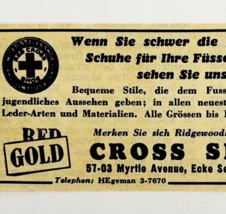 Wenn Sie schwer die
Schuhe für Ihre Füsse
sehen Sie uns
Bequeme Stile, die dem Fuss
jugendliches Aussehen geben; in allen neuest
Leder-Arten und Materialien. Alle Grössen b
RED
GOLD
Merken Sie sich Ridgewoods
CROSS
57-03 Myrtle Avenue, Ecke Se
Telephon: HEgeman 3-7670